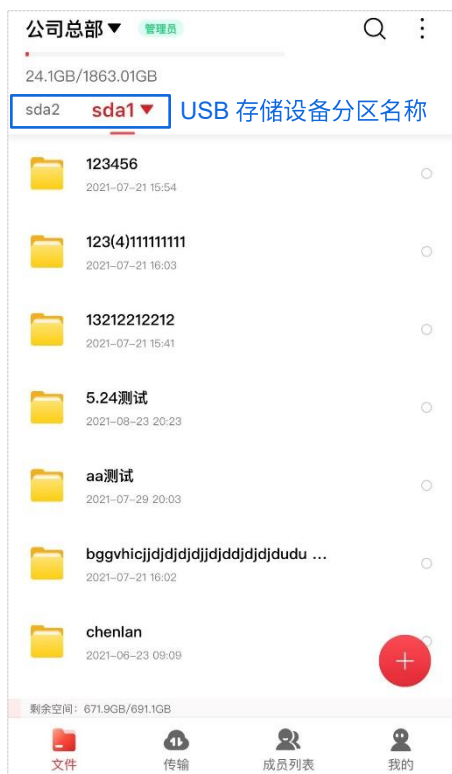 公司总部▼ 管理员
24.1GB/1863.01GB
sda2 sda1▼ USB 存储设备分区名称
123456
2021-07-21 15:54
123(4)111111111
2021-07-21 16:03
13212212212
2021-07-21 15:41
5.24测试
2021-08-23 20:23
aa测试
2021-07-29 20:03
bggvhicjjdjdjdjdjjdjddjdjdjdudu ...
2021-07-21 16:02
chenlan
2021-06-23 09:09
剩余空间：671.9GB/691.1GB
文件 传输 成员列表 我的